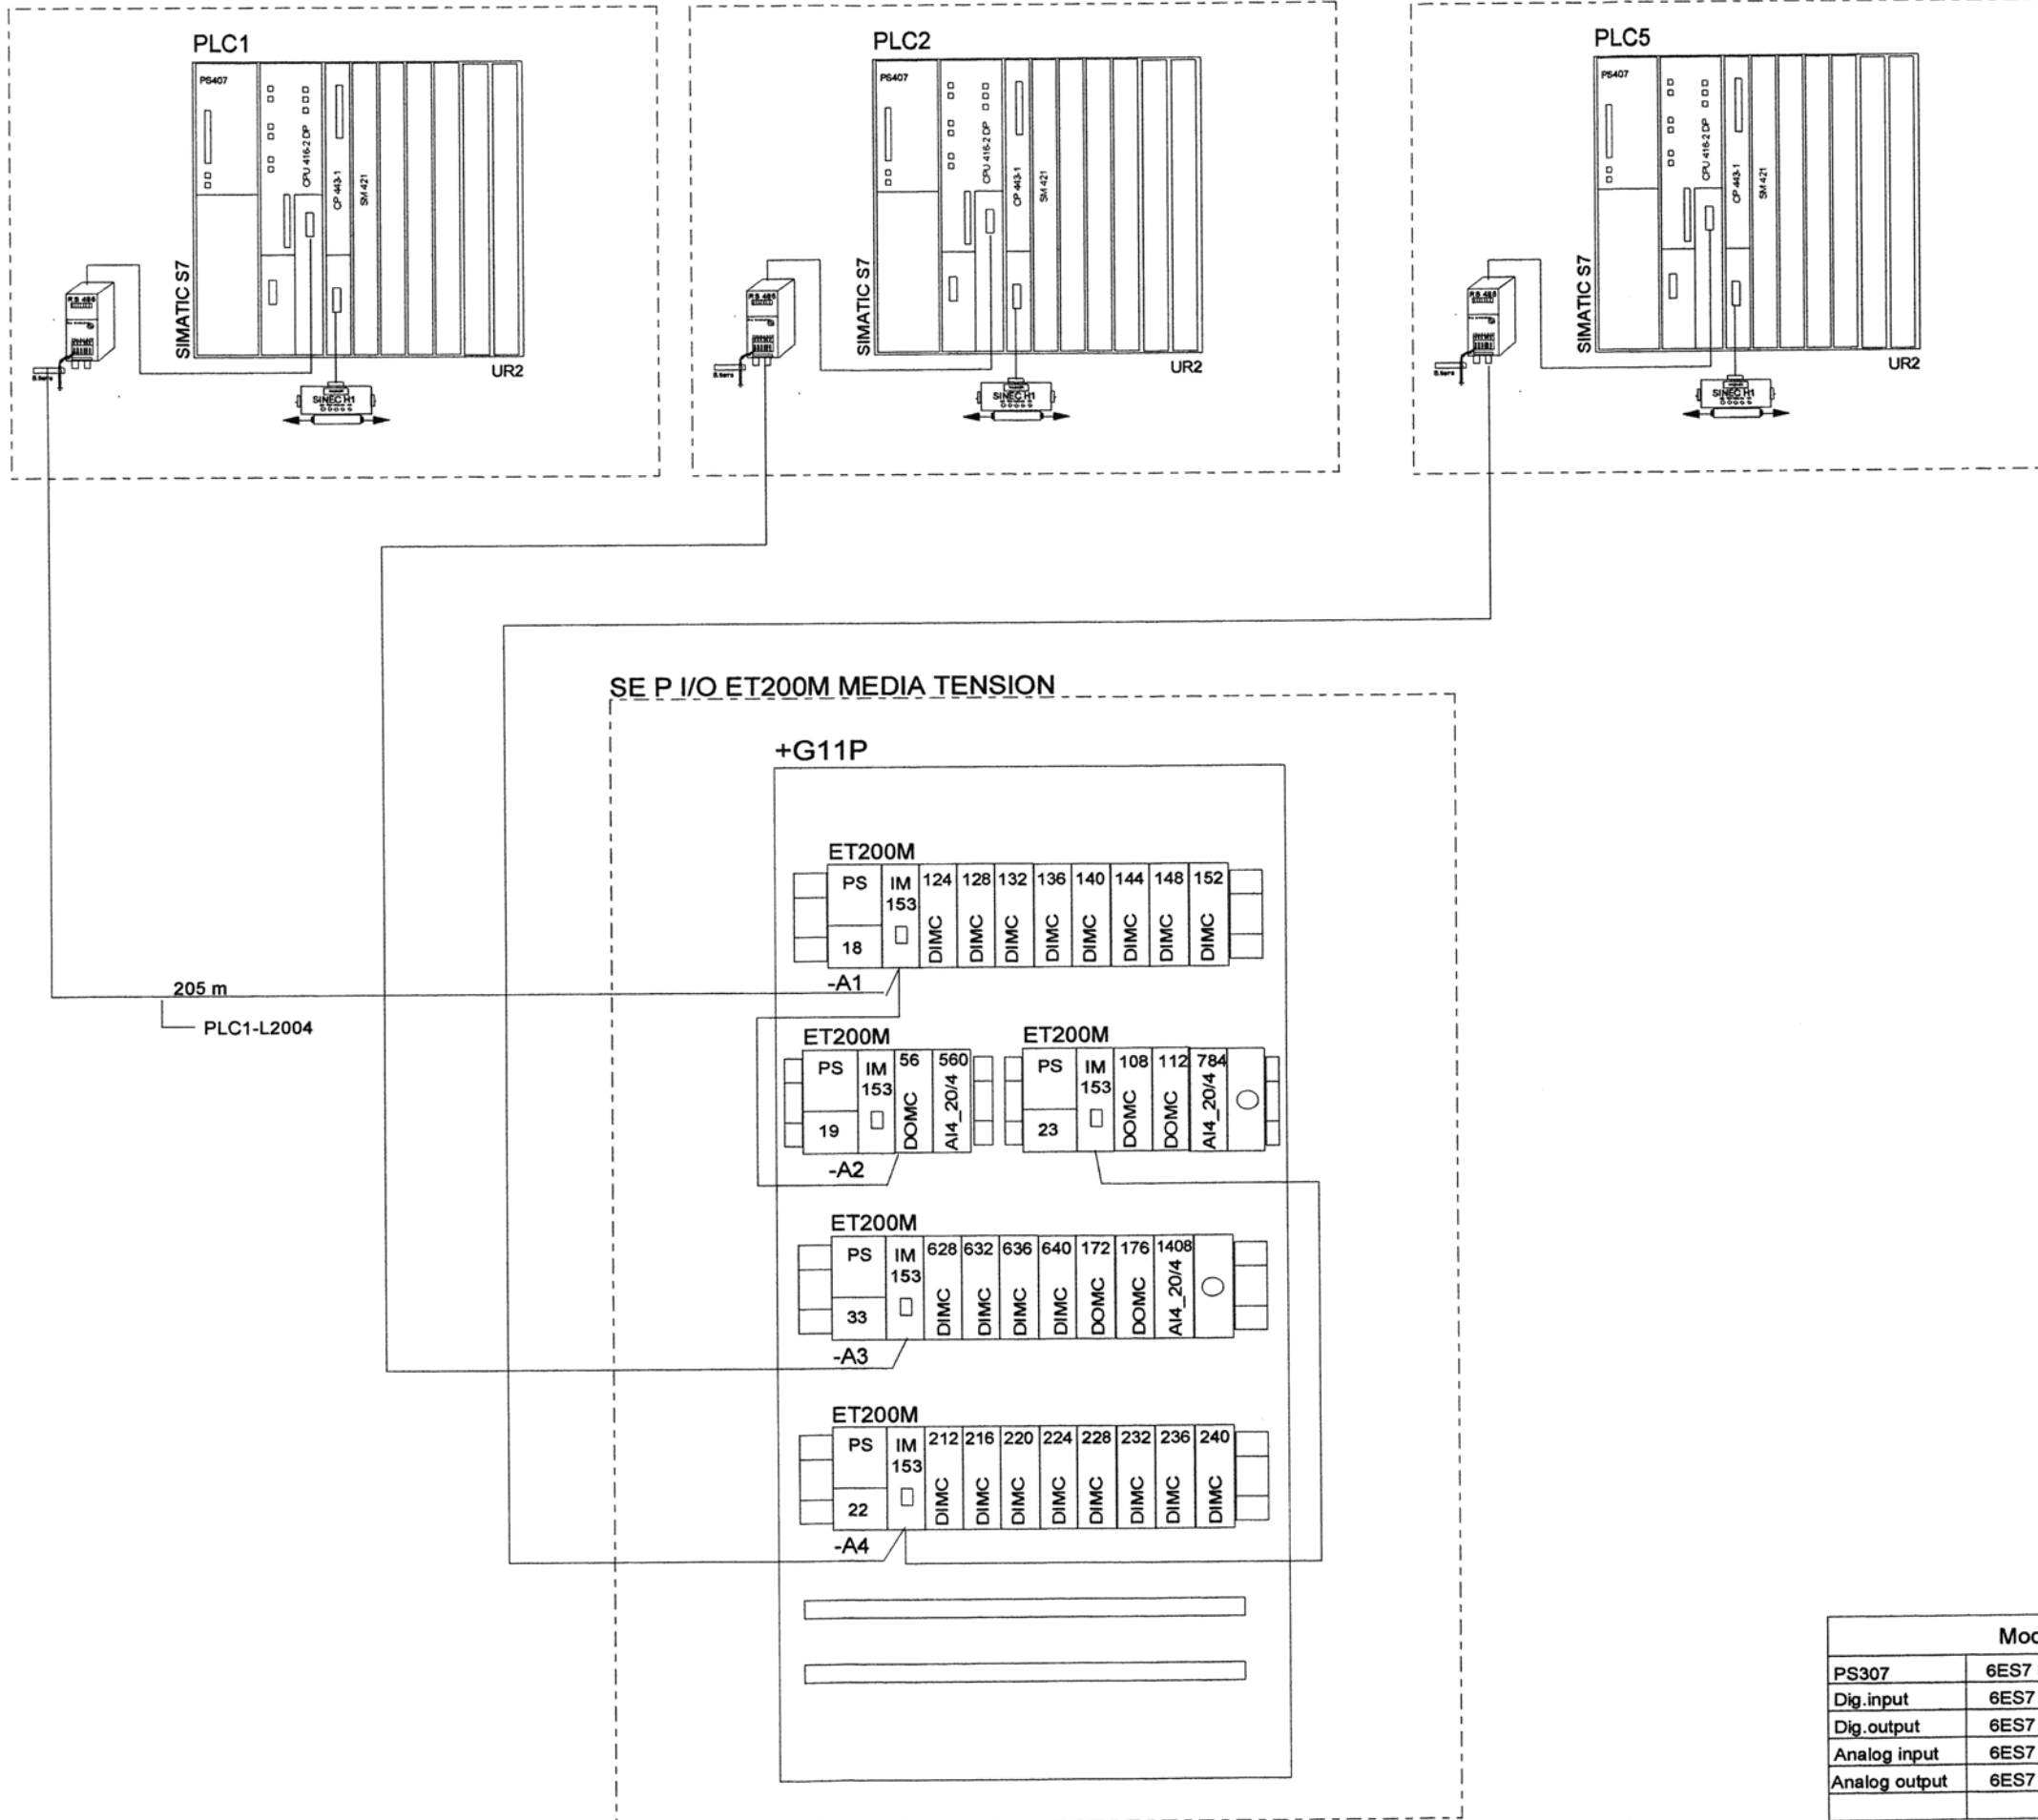 PLC1
PS407
CPU 416-2 DP
CP 443-1
SM 421
SIMATIC S7
RS 485
SINEC H1
UR2
PLC2
PS407
CPU 416-2 DP
CP 443-1
SM 421
SIMATIC S7
RS 485
SINEC H1
UR2
PLC5
PS407
CPU 416-2 DP
CP 443-1
SM 421
SIMATIC S7
RS 485
SINEC H1
UR2
SE P I/O ET200M MEDIA TENSION
+G11P
ET200M
PS IM 153 124 128 132 136 140 144 148 152
18 DIMC DIMC DIMC DIMC DIMC DIMC DIMC DIMC
-A1
205 m
PLC1-L2004
ET200M
PS IM 153 56 560
19 DOMC AI4_20/4
-A2
ET200M
PS IM 153 108 112 784
23 DOMC DOMC AI4_20/4
ET200M
PS IM 153 628 632 636 640 172 176 1408
33 DIMC DIMC DIMC DIMC DOMC DOMC AI4_20/4
-A3
ET200M
PS IM 153 212 216 220 224 228 232 236 240
22 DIMC DIMC DIMC DIMC DIMC DIMC DIMC DIMC
-A4
PS307 6ES7
Dig.input 6ES7
Dig.output 6ES7
Analog input 6ES7
Analog output 6ES7